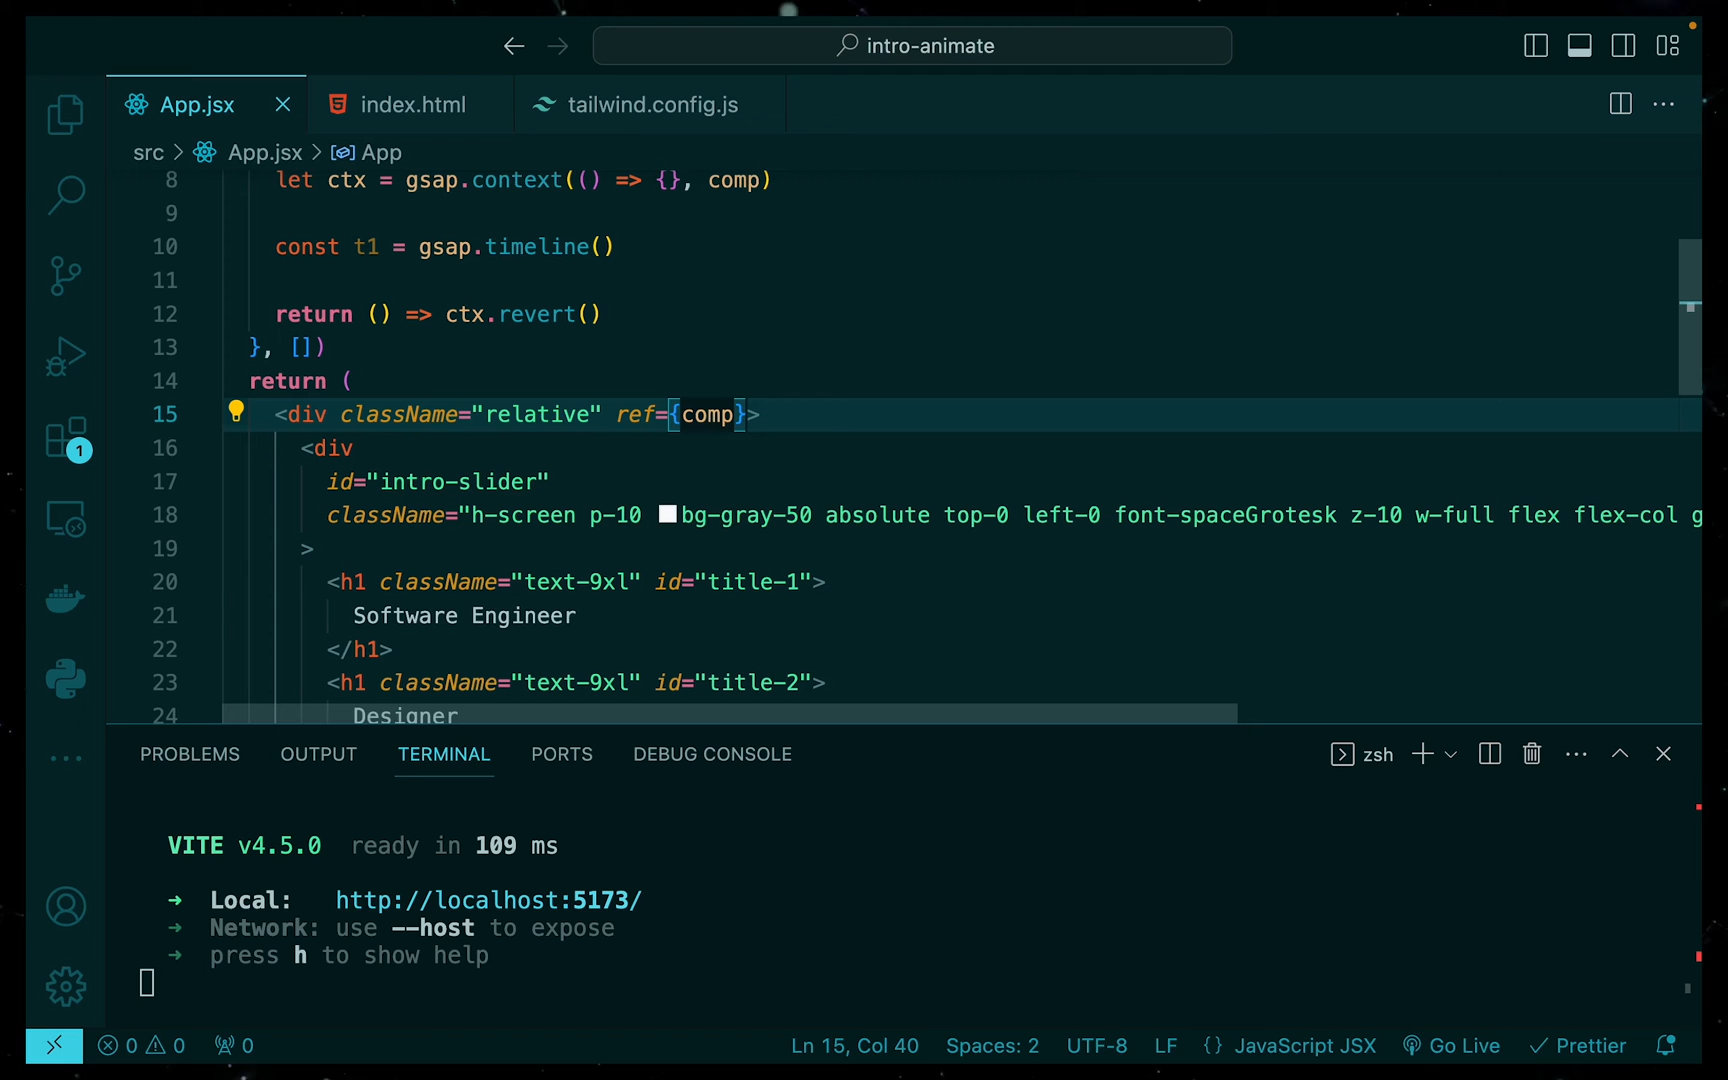 intro-animate
App.jsx index.html tailwind.config.js
src > App.jsx > App
8 let ctx = gsap.context(() => {}, comp)
9
10 const t1 = gsap.timeline()
11
12 return () => ctx.revert()
13 }, [])
14 return (
15 <div className="relative" ref={comp}>
16 <div
17 id="intro-slider"
18 className="h-screen p-10 bg-gray-50 absolute top-0 left-0 font-spaceGrotesk z-10 w-full flex flex-col g
19 >
20 <h1 className="text-9xl" id="title-1">
21 Software Engineer
22 </h1>
23 <h1 className="text-9xl" id="title-2">
24 Designer
1
PROBLEMS OUTPUT TERMINAL PORTS DEBUG CONSOLE zsh
VITE v4.5.0 ready in 109 ms
➜ Local: http://localhost:5173/
➜ Network: use --host to expose
➜ press h to show help
0 0 0 Ln 15, Col 40 Spaces: 2 UTF-8 LF {} JavaScript JSX Go Live Prettier